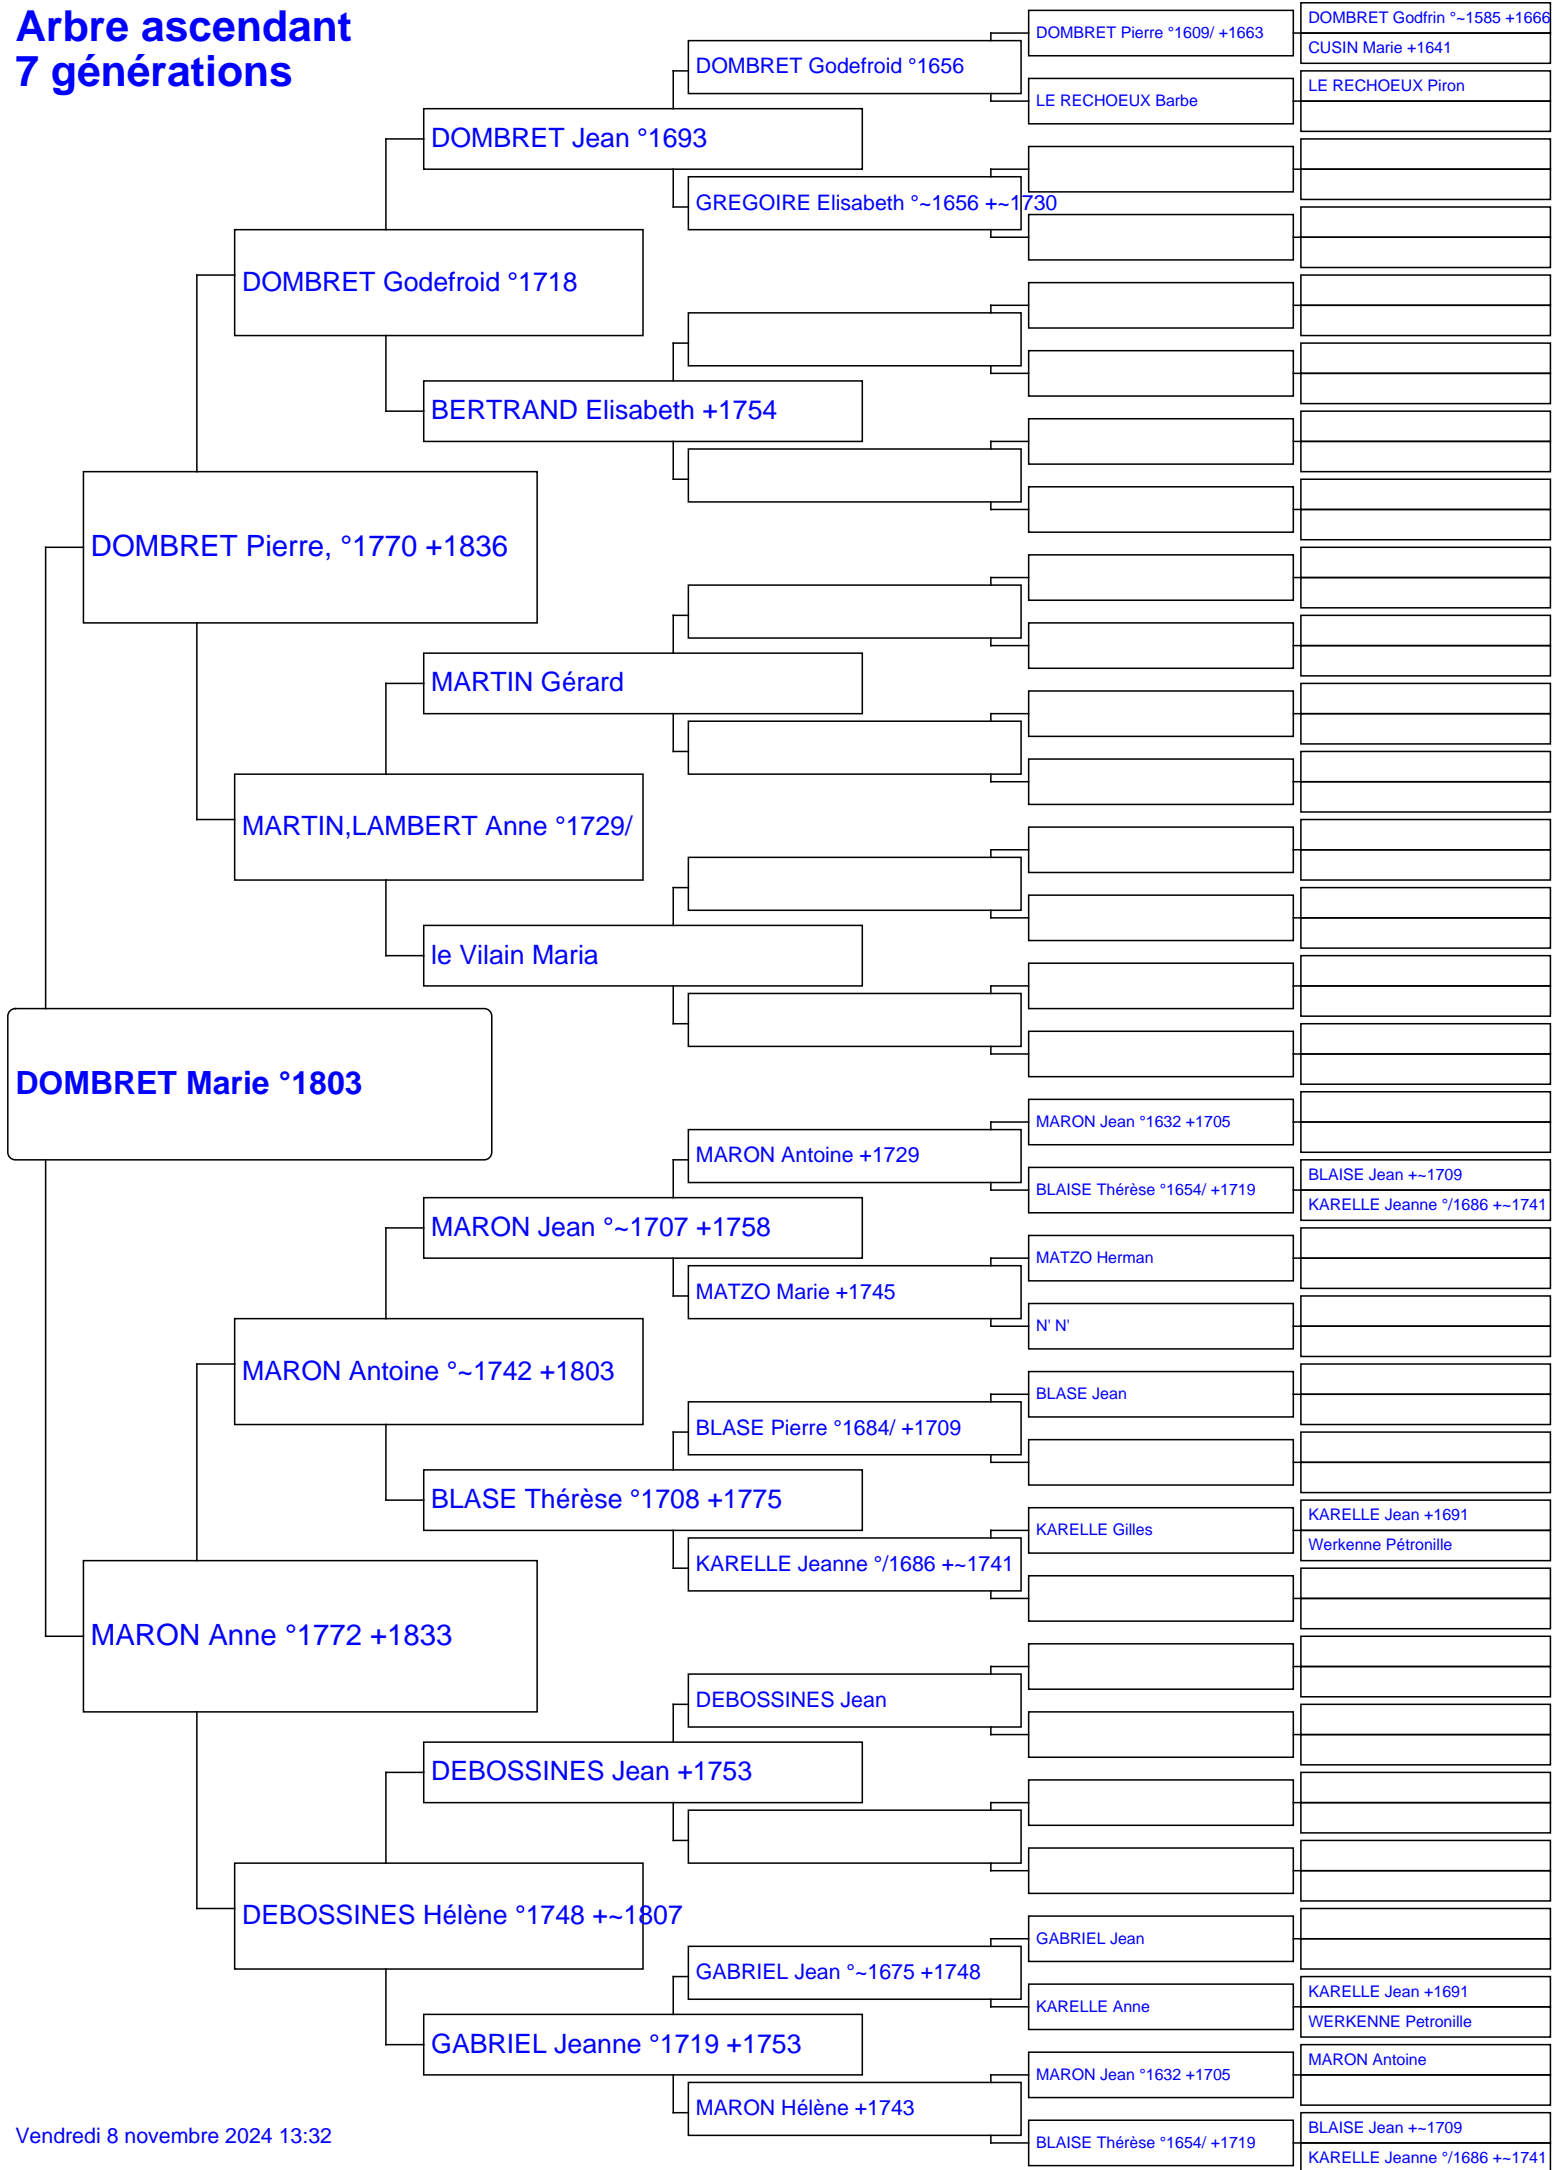 Arbre ascendant
7 générations
DOMBRET Marie °1803
DOMBRET Pierre, °1770 +1836
MARON Anne °1772 +1833
DOMBRET Godefroid °1718
MARTIN,LAMBERT Anne °1729/
MARON Antoine °~1742 +1803
DEBOSSINES Hélène °1748 +~1807
DOMBRET Jean °1693
BERTRAND Elisabeth +1754
MARTIN Gérard
le Vilain Maria
MARON Jean °~1707 +1758
BLASE Thérèse °1708 +1775
DEBOSSINES Jean +1753
GABRIEL Jeanne °1719 +1753
DOMBRET Godefroid °1656
GREGOIRE Elisabeth °~1656 +~1730
MARON Antoine +1729
MATZO Marie +1745
BLASE Pierre °1684/ +1709
KARELLE Jeanne °/1686 +~1741
DEBOSSINES Jean
GABRIEL Jean °~1675 +1748
MARON Hélène +1743
DOMBRET Pierre °1609/ +1663
LE RECHOEUX Barbe
MARON Jean °1632 +1705
BLAISE Thérèse °1654/ +1719
MATZO Herman
N' N'
BLASE Jean
KARELLE Gilles
GABRIEL Jean
KARELLE Anne
MARON Jean °1632 +1705
BLAISE Thérèse °1654/ +1719
DOMBRET Godfrin °~1585 +1666
CUSIN Marie +1641
LE RECHOEUX Piron
BLAISE Jean +~1709
KARELLE Jeanne °/1686 +~1741
KARELLE Jean +1691
Werkenne Pétronille
KARELLE Jean +1691
WERKENNE Petronille
MARON Antoine
BLAISE Jean +~1709
KARELLE Jeanne °/1686 +~1741
Vendredi 8 novembre 2024 13:32